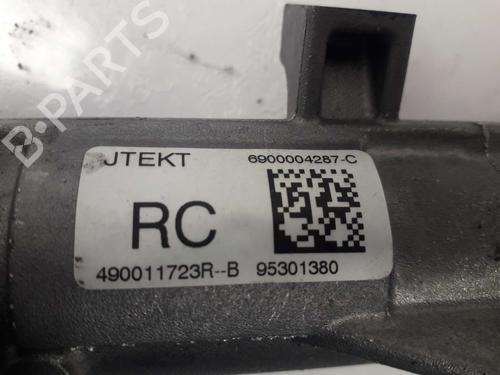 B-PARTS
JTEKT 6900004287-C
RC
490011723R--B 95301380